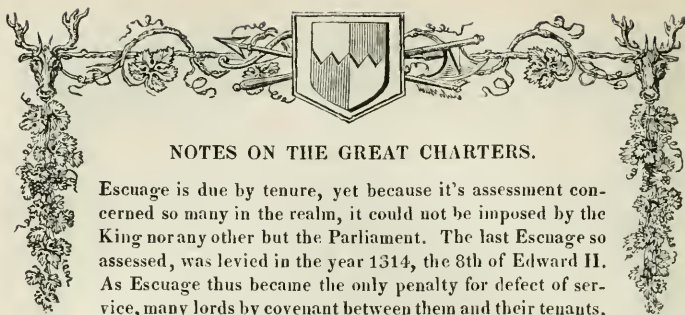 NOTES ON THE GREAT CHARTERS.
Escuage is due by tenure, yet because it's assessment con-
cerned so many in the realm, it could not be imposed by the
King nor any other but the Parliament. The last Escuage so
assessed, was levied in the year 1314, the 8th of Edward II.
As Escuage thus became the only penalty for defect of ser-
vice, many lords by covenant between them and their tenants,